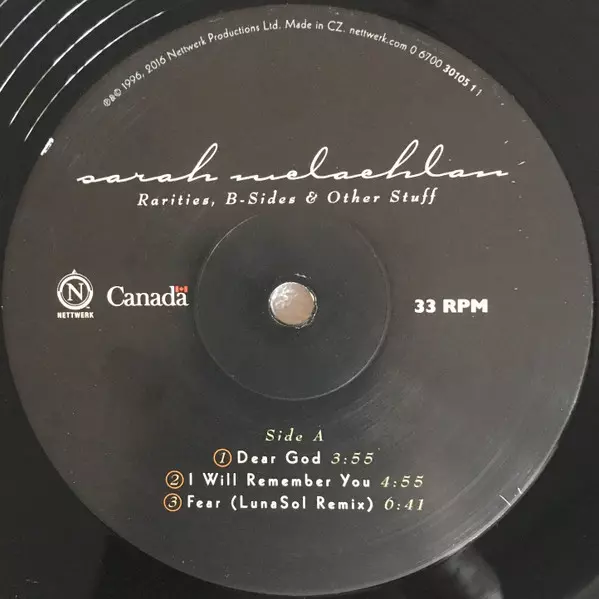 ℗&© 1996, 2016 Nettwerk Productions Ltd. Made in CZ. nettwerk.com 0 6700 30105 1 1
sarah mclachlan
Rarities, B-Sides & Other Stuff
N
NETTWERK
Canada
33 RPM
Side A
1 Dear God 3:55
2 I Will Remember You 4:55
3 Fear (LunaSol Remix) 6:41